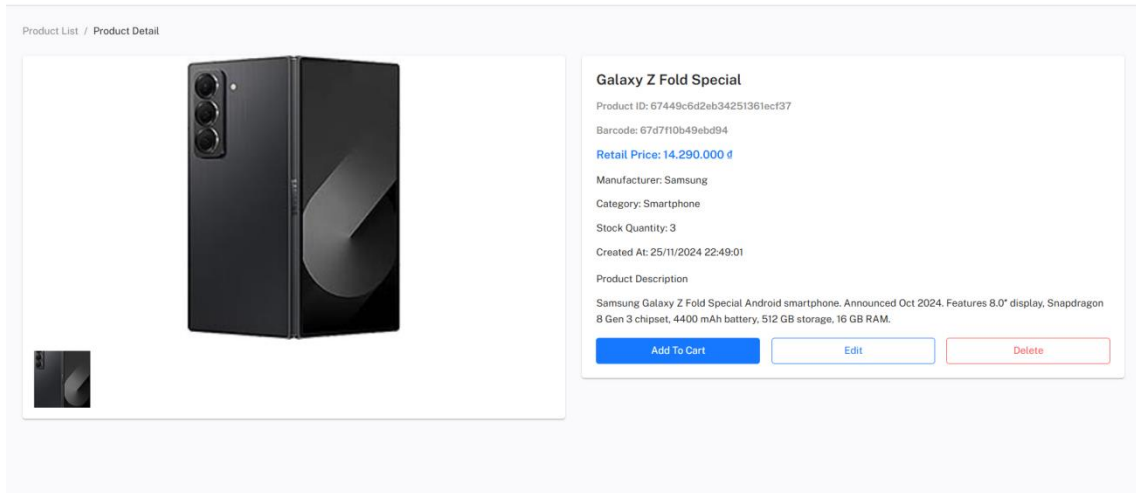 Product List / Product Detail
Galaxy Z Fold Special
Product ID: 67449c6d2eb34251361ecf37
Barcode: 67d7f10b49ebd94
Retail Price: 14.290.000 ₫
Manufacturer: Samsung
Category: Smartphone
Stock Quantity: 3
Created At: 25/11/2024 22:49:01
Product Description
Samsung Galaxy Z Fold Special Android smartphone. Announced Oct 2024. Features 8.0″ display, Snapdragon
8 Gen 3 chipset, 4400 mAh battery, 512 GB storage, 16 GB RAM.
Add To Cart
Edit
Delete